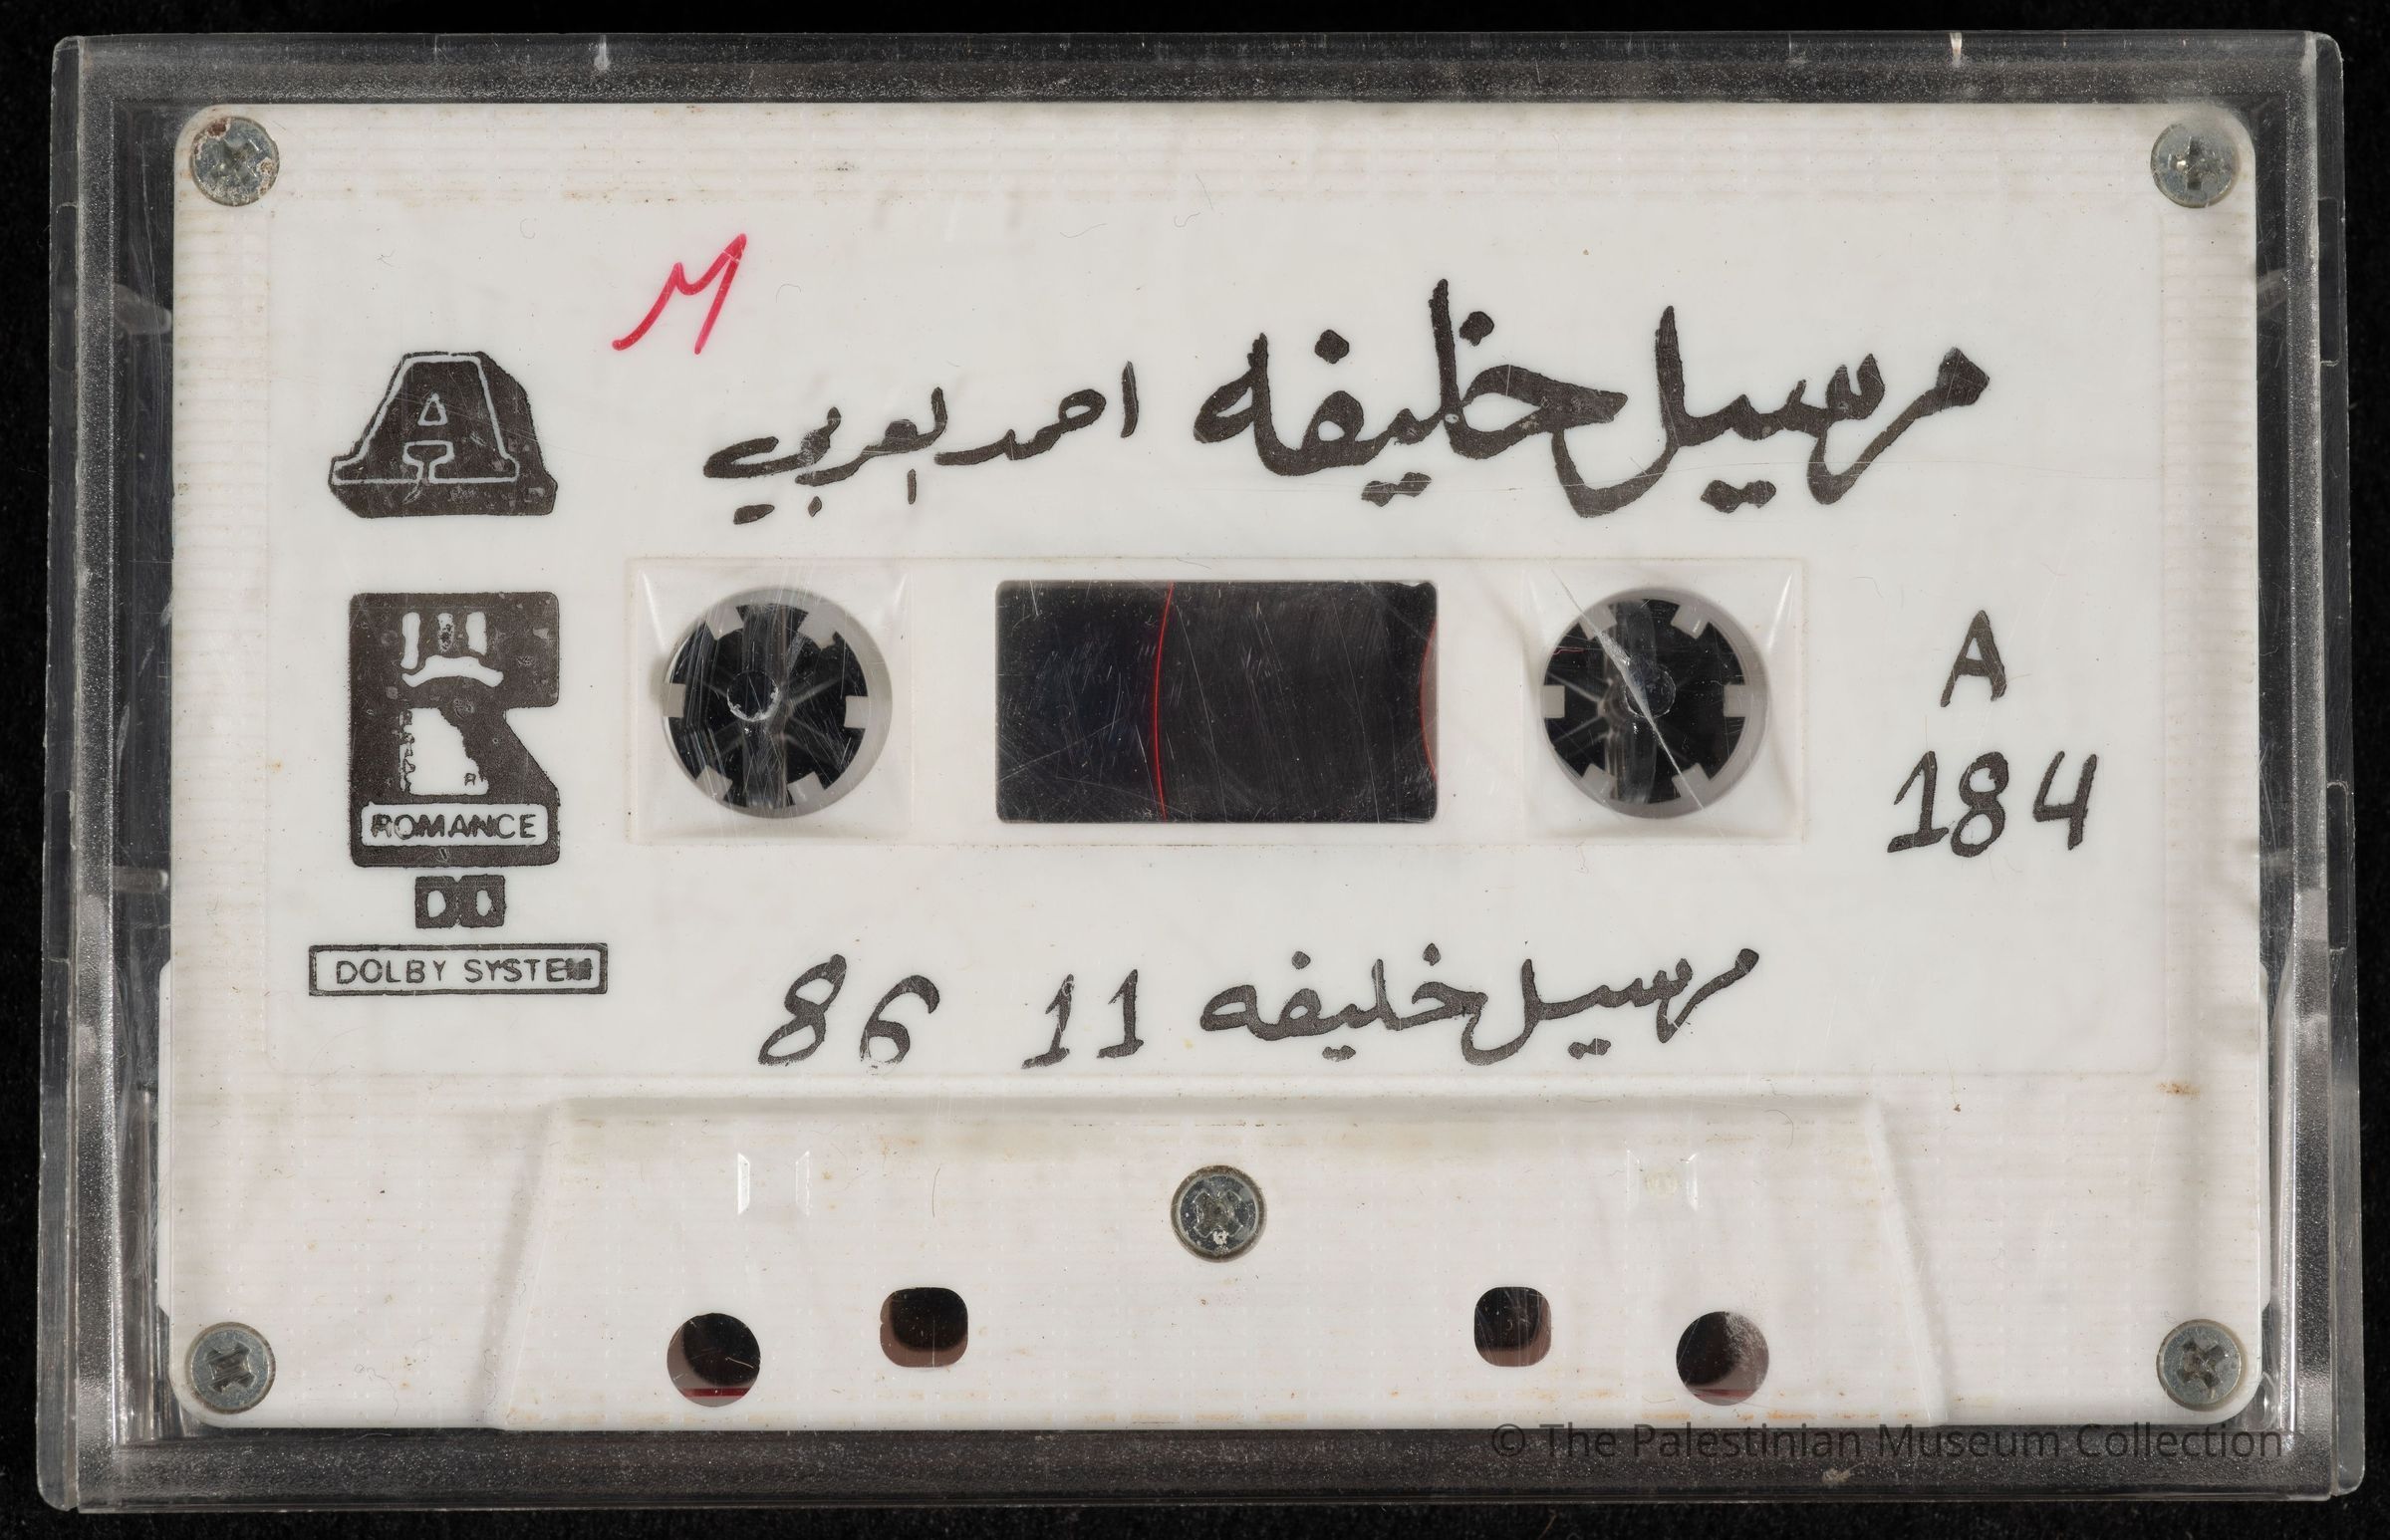 M
مرسيل خليفه احمد العربي
A
A
184
R
ROMANCE
DOLBY SYSTEM
مرسيل خليفه 11 86
© The Palestinian Museum Collection